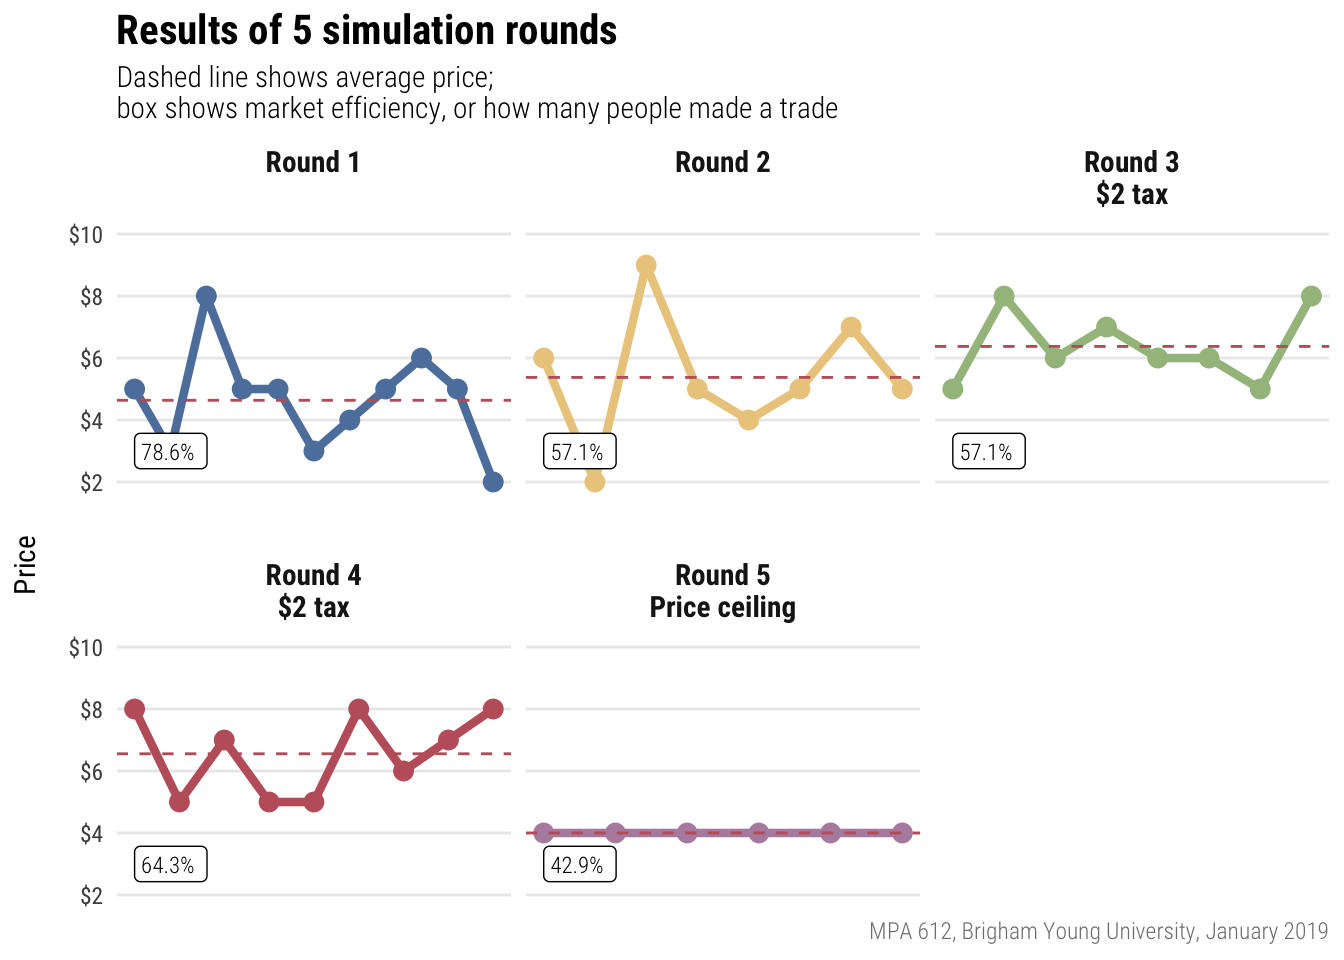 Results of 5 simulation rounds
Dashed line shows average price;
box shows market efficiency, or how many people made a trade
Round 1
Round 2
Round 3
$2 tax
$10
$8
$6
$4
$2
78.6%
57.1%
57.1%
Price
Round 4
$2 tax
Round 5
Price ceiling
$10
$8
$6
$4
$2
64.3%
42.9%
MPA 612, Brigham Young University, January 2019